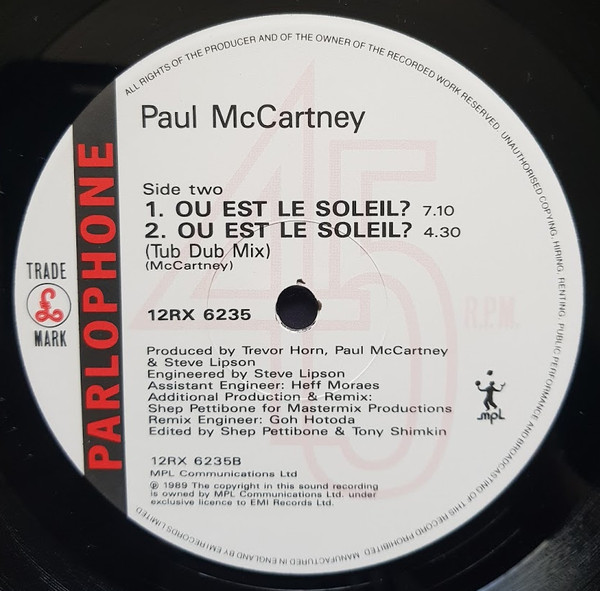 ALL RIGHTS OF THE PRODUCER AND OF THE OWNER OF THE RECORDED WORK RESERVED. UNAUTHORISED COPYING, HIRING, RENTING, PUBLIC PERFORMANCE AND BROADCASTING OF THIS RECORD PROHIBITED. MANUFACTURED IN ENGLAND BY EMI RECORDS LIMITED
Paul McCartney
Side two
1. OU EST LE SOLEIL? 7.10
2. OU EST LE SOLEIL? 4.30
(Tub Dub Mix)
(McCartney)
45
R.P.M.
PARLOPHONE
TRADE
MARK
12RX 6235
Produced by Trevor Horn, Paul McCartney
& Steve Lipson
Engineered by Steve Lipson
Assistant Engineer: Heff Moraes
Additional Production & Remix:
Shep Pettibone for Mastermix Productions
Remix Engineer: Goh Hotoda
Edited by Shep Pettibone & Tony Shimkin
mpl
12RX 6235B
MPL Communications Ltd
℗ 1989 The copyright in this sound recording
is owned by MPL Communications Ltd. under
exclusive licence to EMI Records Ltd.